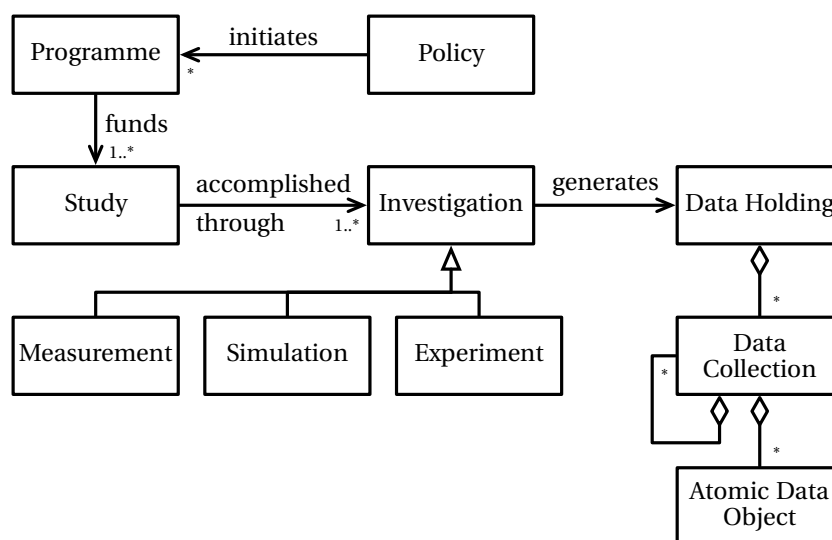 Programme
initiates
*
Policy
funds
1..*
Study
accomplished
through
1..*
Investigation
generates
Data Holding
*
Measurement
Simulation
Experiment
Data
Collection
*
*
Atomic Data
Object